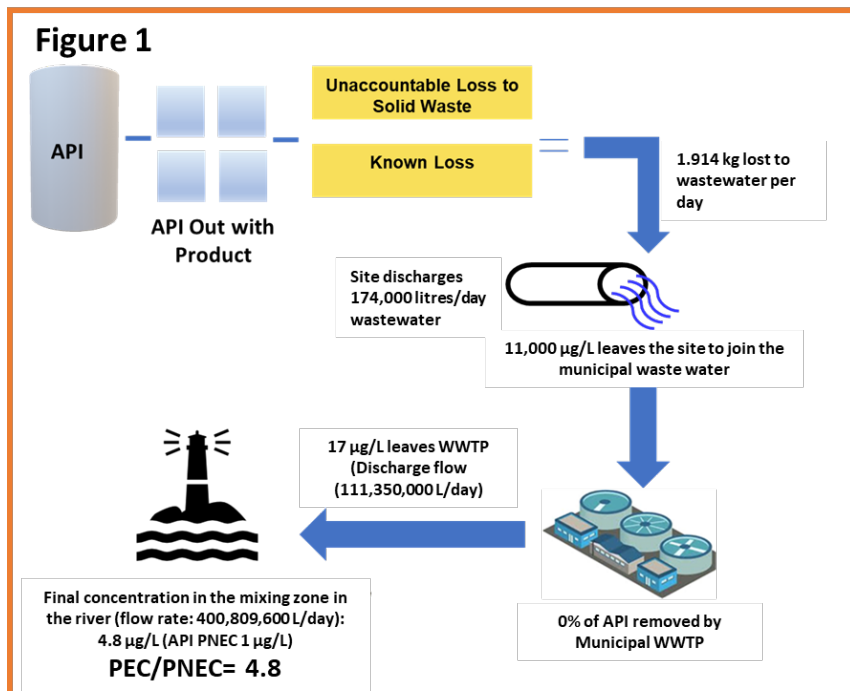 Figure 1
API
API Out with
Product
Unaccountable Loss to
Solid Waste
Known Loss
1.914 kg lost to
wastewater per
day
Site discharges
174,000 litres/day
wastewater
11,000 µg/L leaves the site to join the
municipal waste water
17 µg/L leaves WWTP
(Discharge flow
(111,350,000 L/day)
0% of API removed by
Municipal WWTP
Final concentration in the mixing zone in
the river (flow rate: 400,809,600 L/day):
4.8 µg/L (API PNEC 1 µg/L)
PEC/PNEC= 4.8